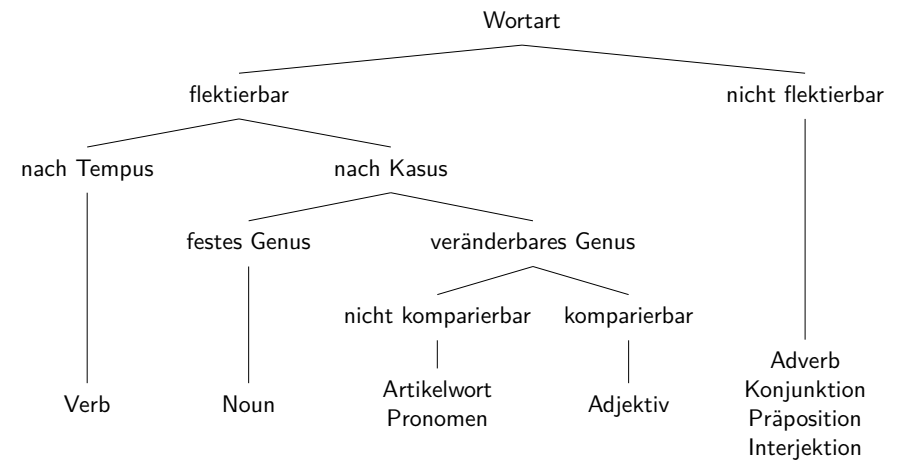 Wortart
flektierbar
nicht flektierbar
nach Tempus
nach Kasus
festes Genus
veränderbares Genus
nicht komparierbar
komparierbar
Verb
Noun
Artikelwort
Pronomen
Adjektiv
Adverb
Konjunktion
Präposition
Interjektion